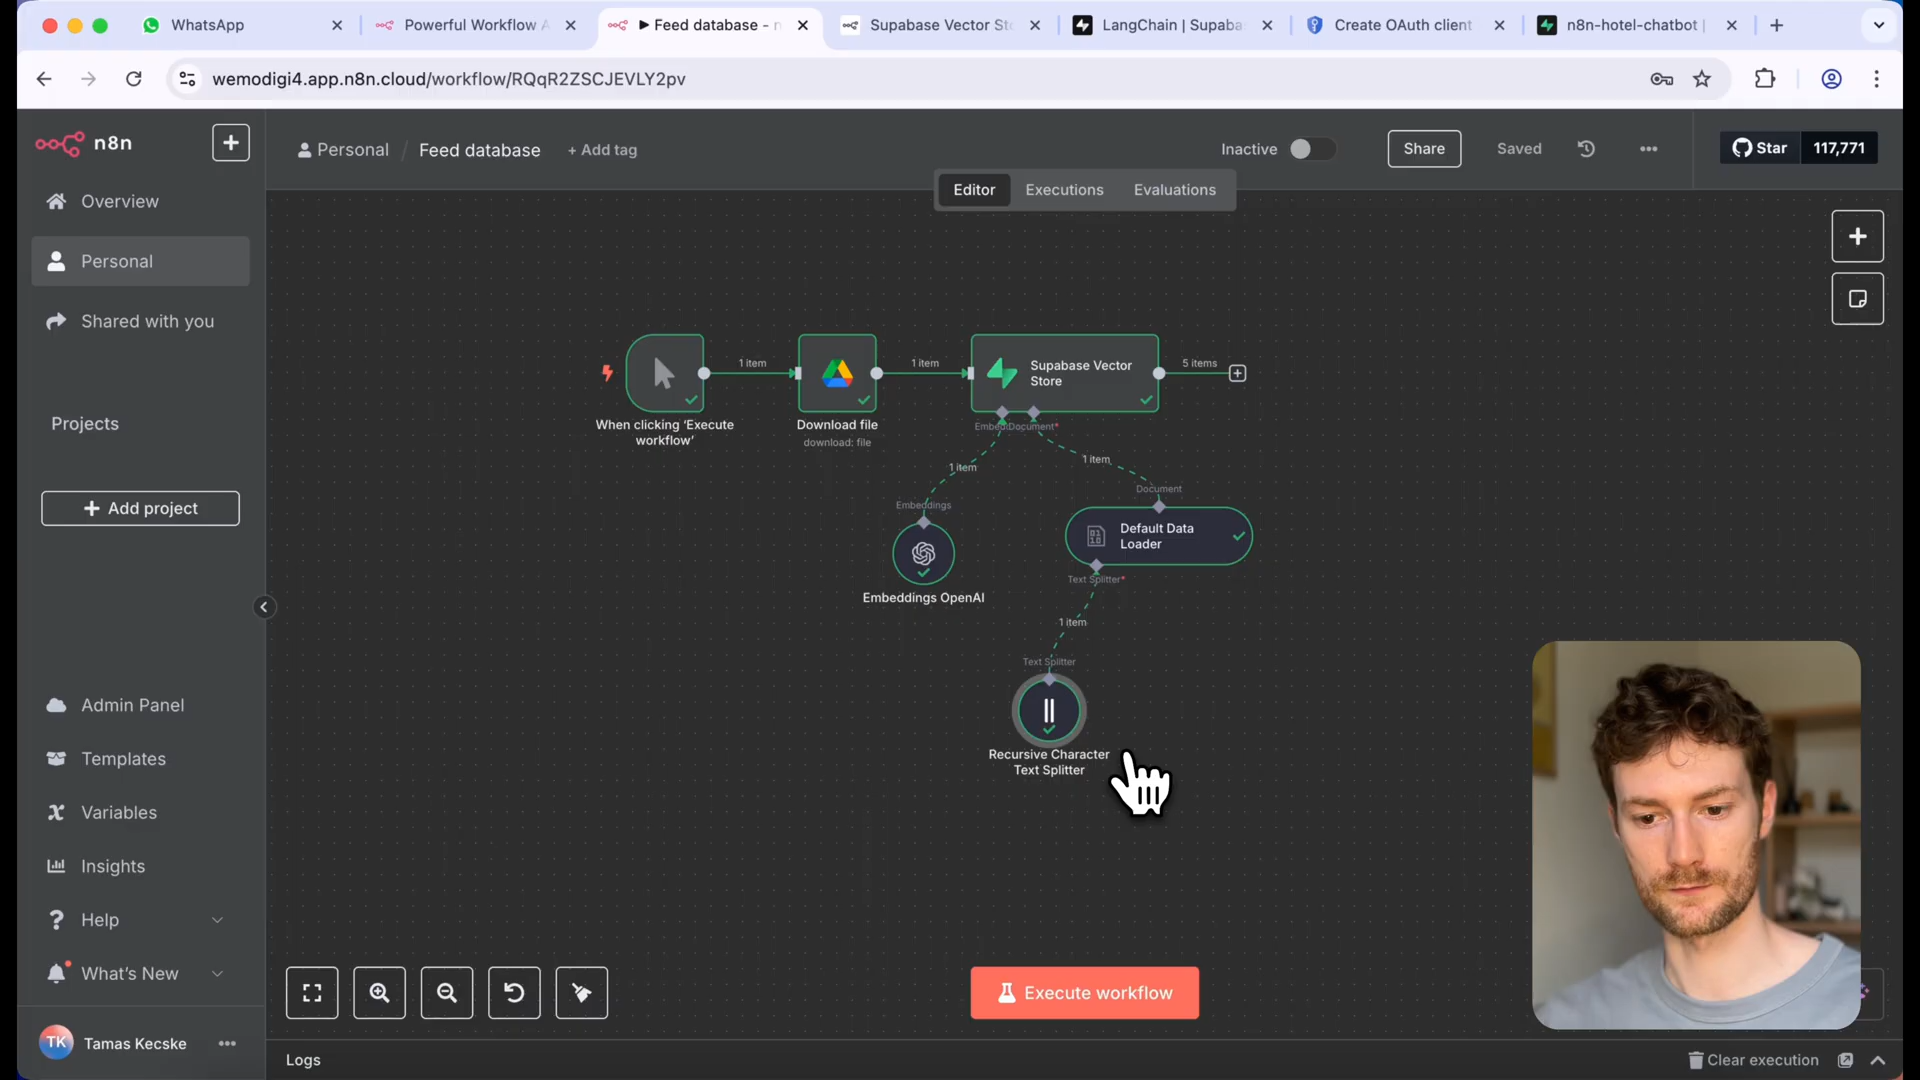 WhatsApp
Powerful Workflow A
▶ Feed database - n
Supabase Vector St
LangChain | Supaba
Create OAuth client
n8n-hotel-chatbot |
wemodigi4.app.n8n.cloud/workflow/RQqR2ZSCJEVLY2pv
n8n
Personal / Feed database + Add tag
Inactive
Share
Saved
Star 117,771
Editor Executions Evaluations
Overview
Personal
Shared with you
Projects
+ Add project
Admin Panel
Templates
Variables
Insights
Help
What's New
TK Tamas Kecske
1 item
1 item
Supabase Vector
Store
5 items
When clicking ‘Execute
workflow’
Download file
download: file
Document*
1 item
1 item
Embeddings
Document
Default Data
Loader
Text Splitter*
Embeddings OpenAI
1 item
Text Splitter
Recursive Character
Text Splitter
Execute workflow
Logs
Clear execution